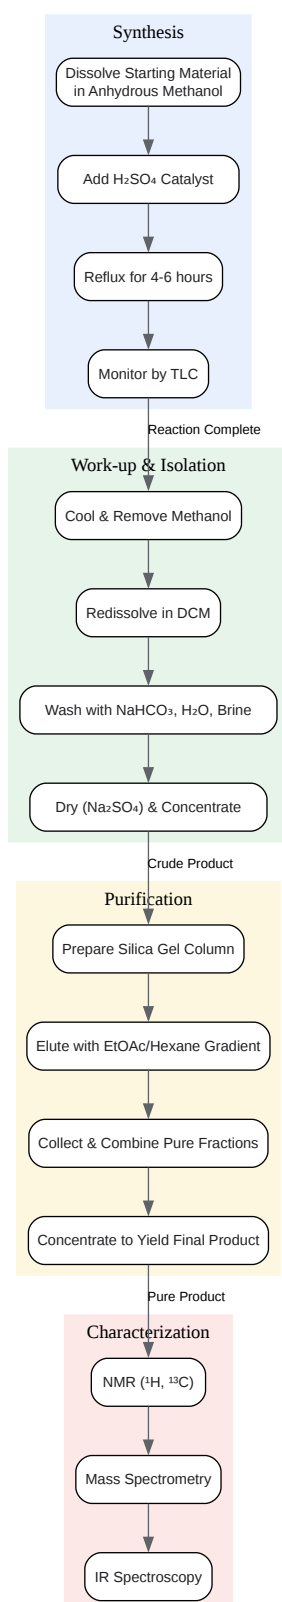 Synthesis
Dissolve Starting Material
in Anhydrous Methanol
Add H₂SO₄ Catalyst
Reflux for 4-6 hours
Monitor by TLC
Reaction Complete
Work-up & Isolation
Cool & Remove Methanol
Redissolve in DCM
Wash with NaHCO₃, H₂O, Brine
Dry (Na₂SO₄) & Concentrate
Crude Product
Purification
Prepare Silica Gel Column
Elute with EtOAc/Hexane Gradient
Collect & Combine Pure Fractions
Concentrate to Yield Final Product
Pure Product
Characterization
NMR (¹H, ¹³C)
Mass Spectrometry
IR Spectroscopy